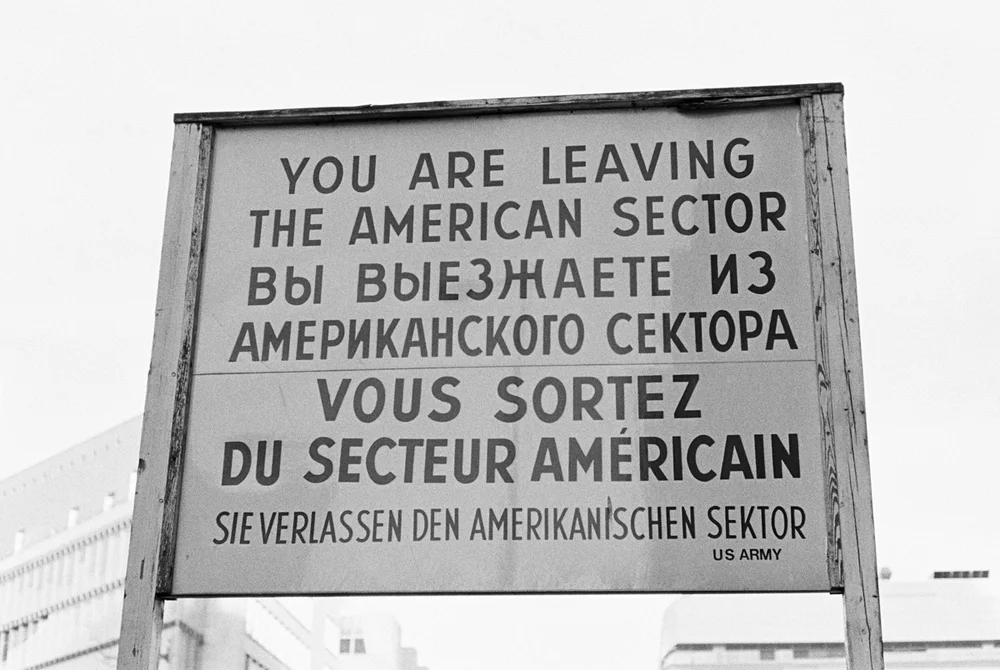 YOU ARE LEAVING
THE AMERICAN SECTOR
ВЫ ВЫЕЗЖАЕТЕ ИЗ
АМЕРИКАНСКОГО СЕКТОРА
VOUS SORTEZ
DU SECTEUR AMÉRICAIN
SIE VERLASSEN DEN AMERIKANISCHEN SEKTOR
US ARMY